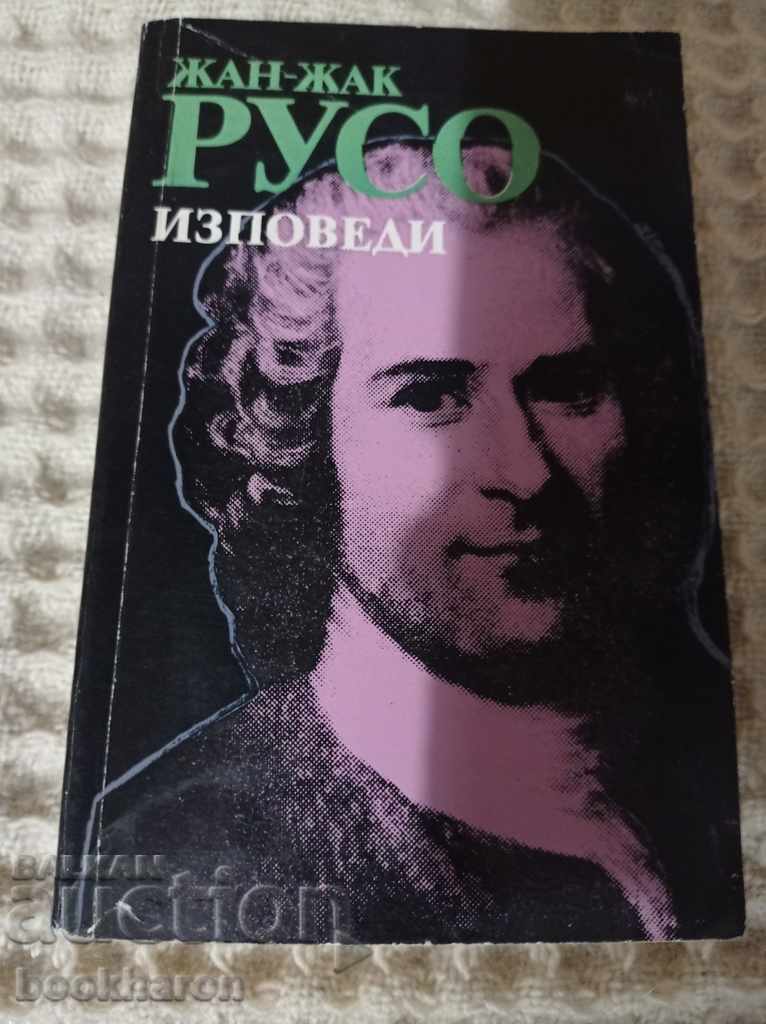 ЖАН-ЖАК
РУСО
ИЗПОВЕДИ
BALKAN
auction
bookharon